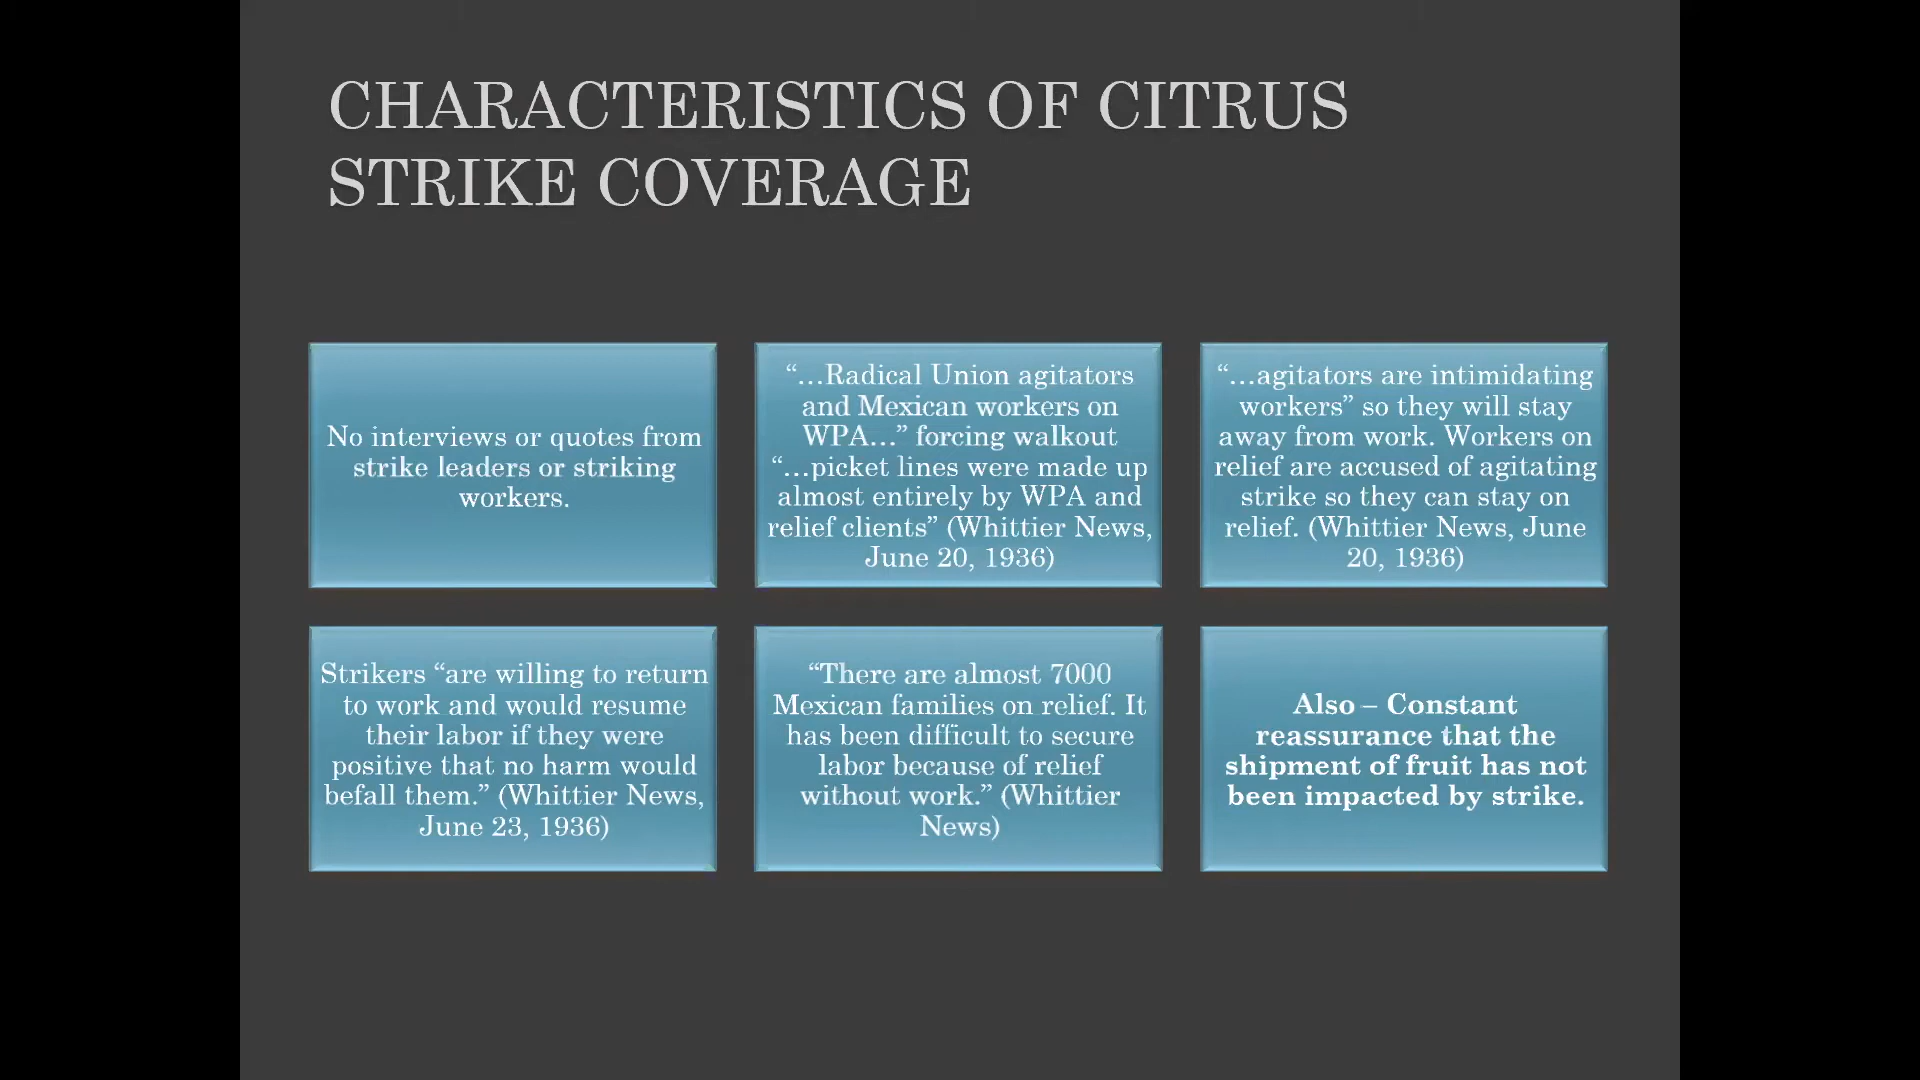 CHARACTERISTICS OF CITRUS
STRIKE COVERAGE
No interviews or quotes from
strike leaders or striking
workers.
“…Radical Union agitators
and Mexican workers on
WPA…” forcing walkout
“…picket lines were made up
almost entirely by WPA and
relief clients” (Whittier News,
June 20, 1936)
“…agitators are intimidating
workers” so they will stay
away from work. Workers on
relief are accused of agitating
strike so they can stay on
relief. (Whittier News, June
20, 1936)
Strikers “are willing to return
to work and would resume
their labor if they were
positive that no harm would
befall them.” (Whittier News,
June 23, 1936)
“There are almost 7000
Mexican families on relief. It
has been difficult to secure
labor because of relief
without work.” (Whittier
News)
Also – Constant
reassurance that the
shipment of fruit has not
been impacted by strike.